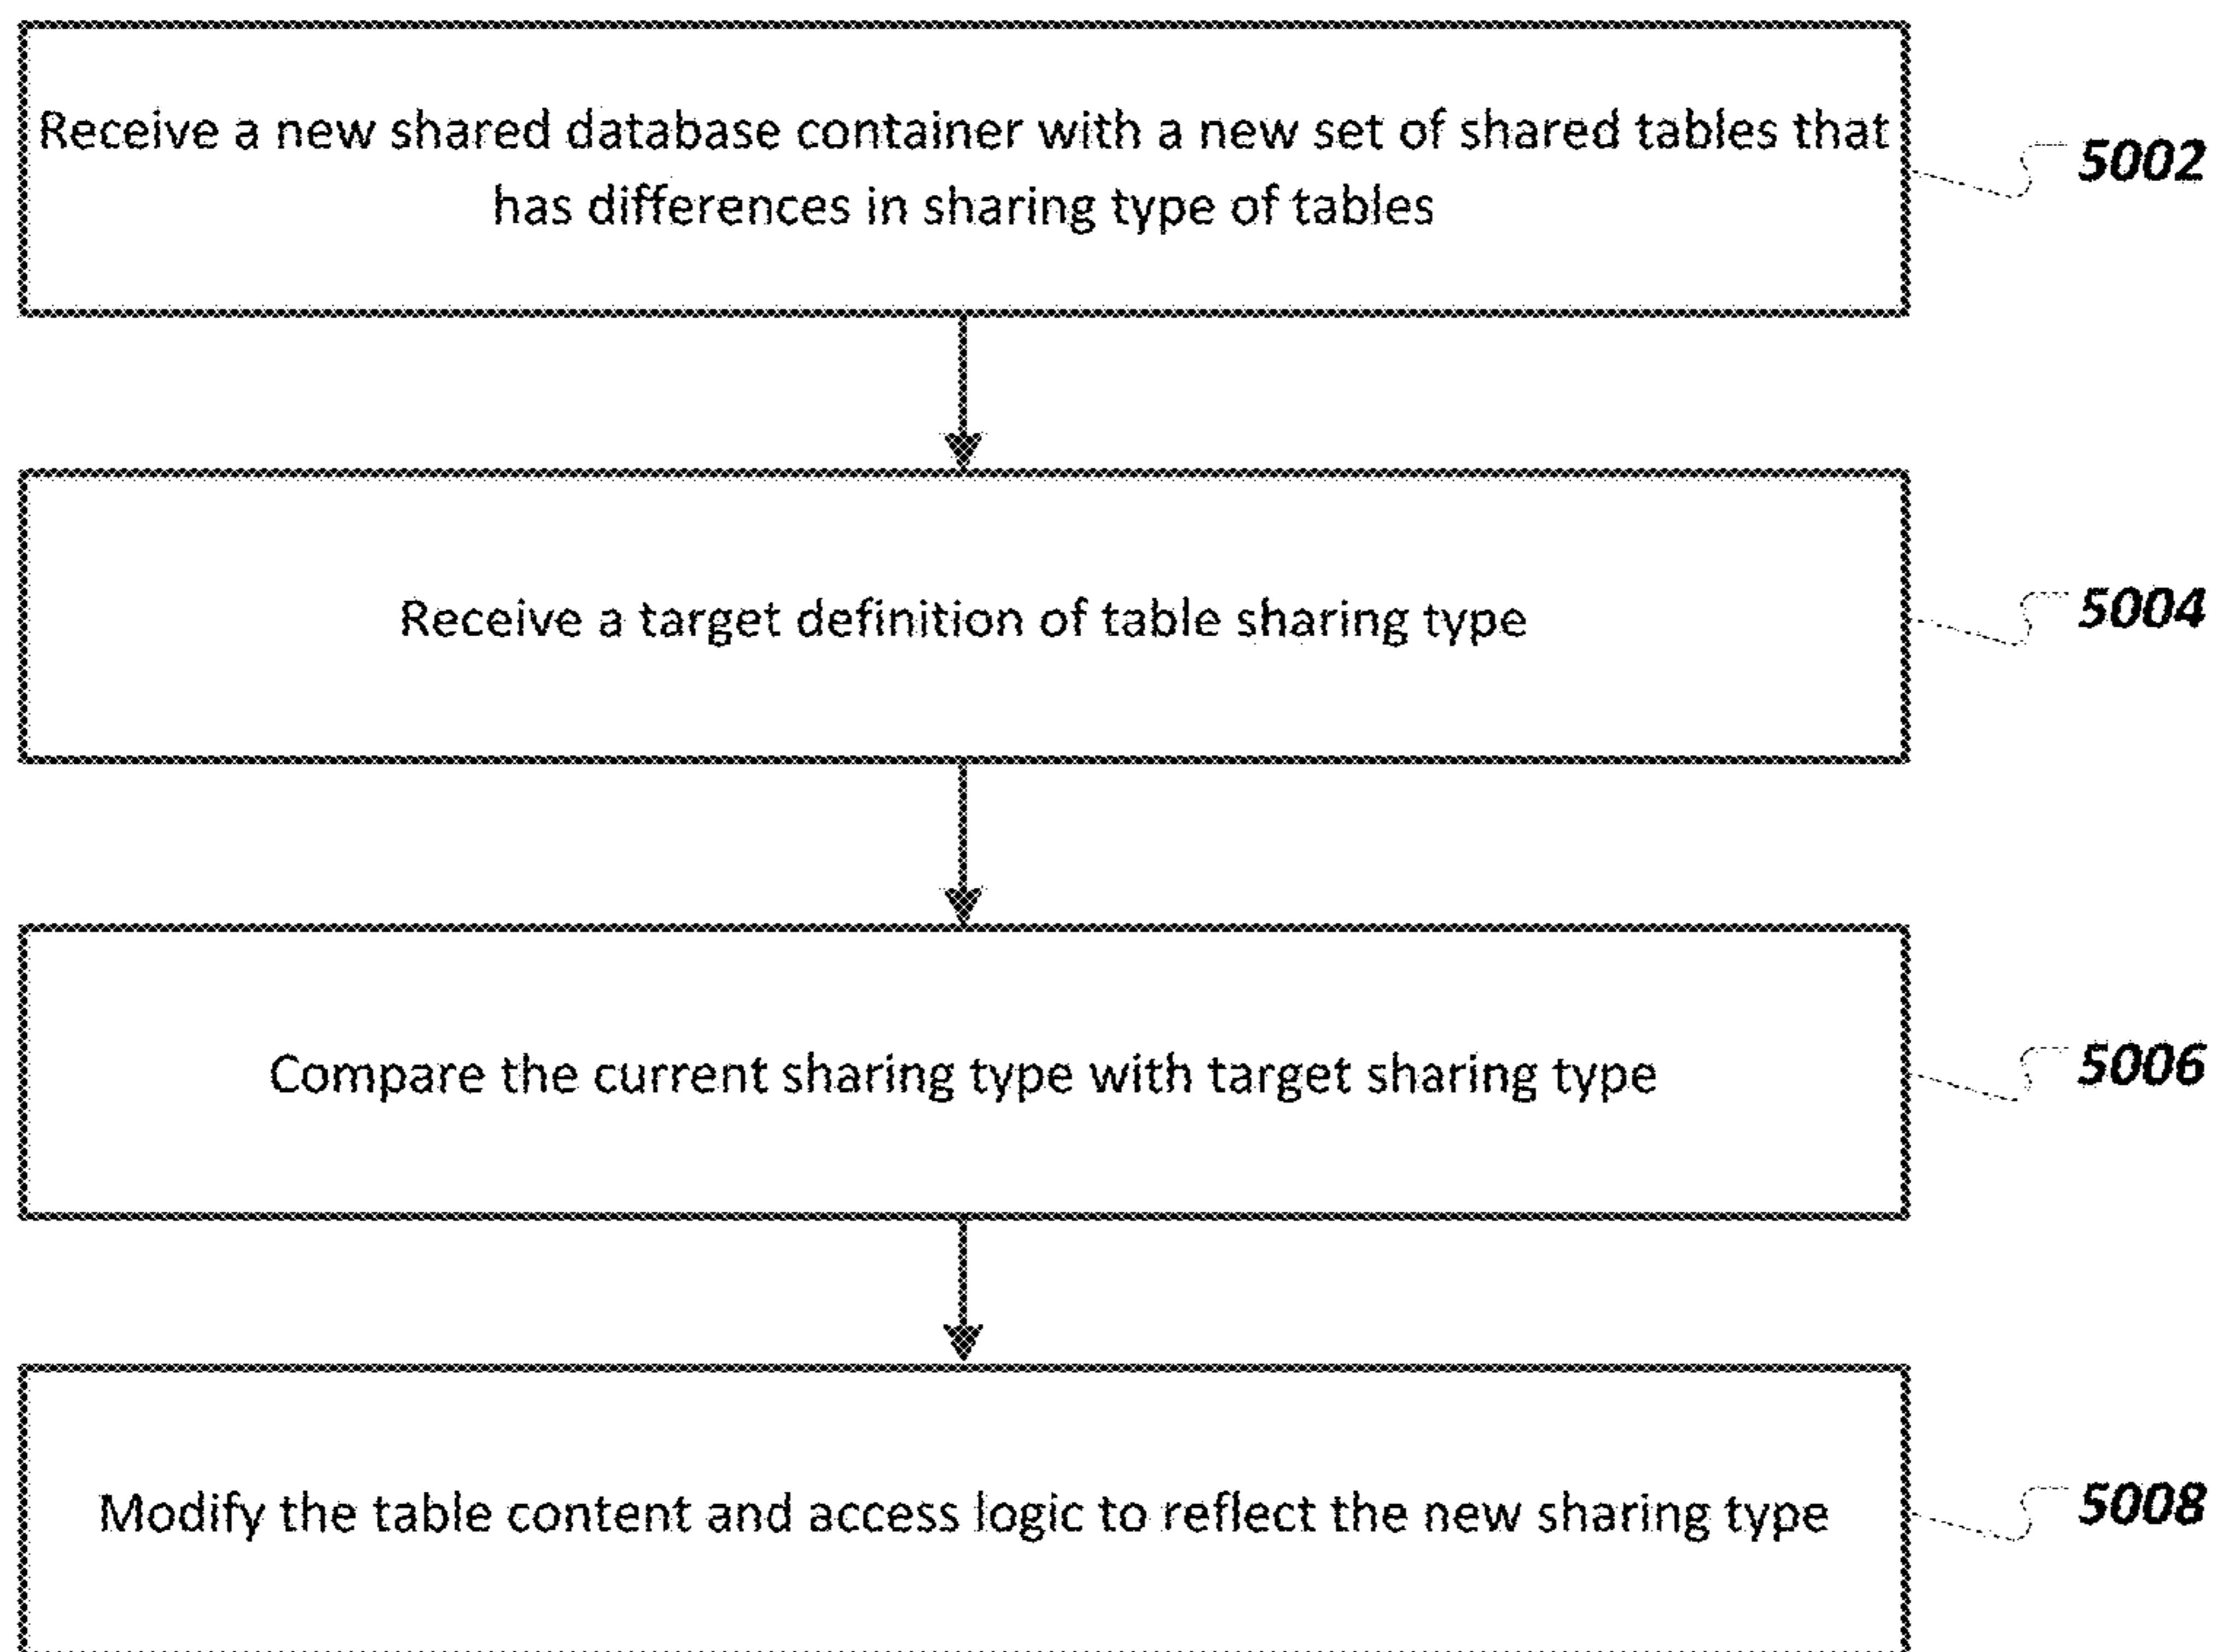 Receive a new shared database container with a new set of shared tables that
has differences in sharing type of tables
5002
Receive a target definition of table sharing type
5004
Compare the current sharing type with target sharing type
5006
Modify the table content and access logic to reflect the new sharing type
5008